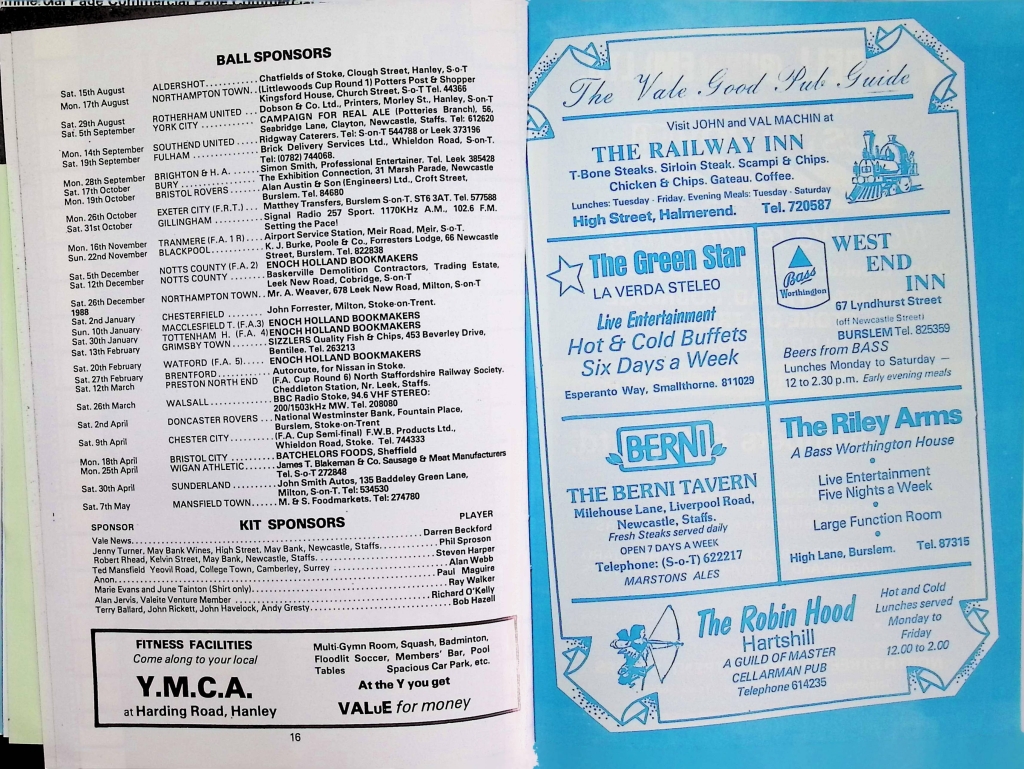 BALL SPONSORS
Sat. 15th August ALDERSHOT............Chatfields of Stoke, Clough Street, Hanley, S-o-T
Mon. 17th August NORTHAMPTON TOWN..(Littlewoods Cup Round 1) Potters Post & Shopper
Kingsford House, Church Street. S-o-T Tel. 44366
Sat. 29th August ROTHERHAM UNITED ...Dobson & Co. Ltd., Printers, Morley St., Hanley, S-on-T
Sat. 5th September YORK CITY............CAMPAIGN FOR REAL ALE (Potteries Branch), 56,
Seabridge Lane, Clayton, Newcastle, Staffs. Tel: 612620
Mon. 14th September SOUTHEND UNITED....Ridgway Caterers. Tel: S-on-T 544788 or Leek 373196
Sat. 19th September FULHAM..............Brick Delivery Services Ltd., Wheldon Road, S-on-T.
Tel: (0782) 744068.
Mon. 28th September BRIGHTON & H. A......Simon Smith, Professional Entertainer. Tel. Leek 385428
Sat. 17th October BURY................The Exhibition Connection, 31 Marsh Parade, Newcastle
Mon. 19th October BRISTOL ROVERS......Alan Austin & Son (Engineers) Ltd., Croft Street,
Burslem. Tel. 84680
Mon. 26th October EXETER CITY (F.R.T.)...Matthey Transfers, Burslem S-on-T. ST6 3AT. Tel. 577588
Sat. 31st October GILLINGHAM..........Signal Radio 257 Sport. 1170KHz A.M., 102.6 F.M.
Setting the Pace!
Mon. 16th November TRANMERE (F.A. 1 R)....Airport Service Station, Meir Road, Meir, S-o-T.
Sun. 22nd November BLACKPOOL..........K. J. Burke, Poole & Co., Forresters Lodge, 66 Newcastle
Street, Burslem. Tel. 822838
Sat. 5th December NOTTS COUNTY (F.A. 2) ENOCH HOLLAND BOOKMAKERS
Sat. 12th December NOTTS COUNTY.......Baskerville Demolition Contractors, Trading Estate,
Leek New Road, Cobridge, S-on-T
Sat. 26th December NORTHAMPTON TOWN..Mr. A. Weaver, 678 Leek New Road, Milton, S-on-T
1988
Sat. 2nd January CHESTERFIELD........John Forrester, Milton, Stoke-on-Trent.
Sun. 10th January MACCLESFIELD T. (F.A.3) ENOCH HOLLAND BOOKMAKERS
Sat. 30th January TOTTENHAM H. (F.A. 4) ENOCH HOLLAND BOOKMAKERS
Sat. 13th February GRIMSBY TOWN........SIZZLERS Quality Fish & Chips, 453 Beverley Drive,
Bentilee. Tel. 263213
Sat. 20th February WATFORD (F.A. 5).....ENOCH HOLLAND BOOKMAKERS
Sat. 27th February BRENTFORD...........Autoroute, for Nissan in Stoke.
Sat. 12th March PRESTON NORTH END (F.A. Cup Round 6) North Staffordshire Railway Society.
Cheddleton Station, Nr. Leek, Staffs.
Sat. 26th March WALSALL.............BBC Radio Stoke, 94.6 VHF STEREO:
200/1503kHz MW. Tel. 208080
Sat. 2nd April DONCASTER ROVERS...National Westminster Bank, Fountain Place,
Burslem, Stoke-on-Trent
Sat. 9th April CHESTER CITY.........(F.A. Cup Semi-final) F.W.B. Products Ltd.,
Whieldon Road, Stoke. Tel. 744333
Mon. 18th April BRISTOL CITY.........BATCHELORS FOODS, Sheffield
Mon. 25th April WIGAN ATHLETIC.......James T. Blakeman & Co. Sausage & Meat Manufacturers
Tel. S-o-T 272848
Sat. 30th April SUNDERLAND..........John Smith Autos, 135 Baddeley Green Lane,
Milton, S-on-T. Tel: 534530
Sat. 7th May MANSFIELD TOWN......M. & S. Foodmarkets. Tel: 274780
KIT SPONSORS
SPONSOR PLAYER
Vale News................Darren Beckford
Jenny Turner, May Bank Wines, High Street, May Bank, Newcastle, Staffs......Phil Sproson
Robert Rhead, Kelvin Street, May Bank, Newcastle, Staffs......Steven Harper
Ted Mansfield Yeovil Road, College Town, Camberley, Surrey......Alan Webb
Anon......Paul Maguire
Marie Evans and June Tainton (Shirt only)......Ray Walker
Alan Jervis, Valeite Venture Member......Richard O'Kelly
Terry Ballard, John Rickett, John Havelock, Andy Gresty......Bob Hazell
FITNESS FACILITIES
Come along to your local
Y.M.C.A.
at Harding Road, Hanley
Multi-Gymn Room, Squash, Badminton,
Floodlit Soccer, Members' Bar, Pool
Tables Spacious Car Park, etc.
At the Y you get
VALuE for money
16
The Vale Good Pub Guide
Visit JOHN and VAL MACHIN at
THE RAILWAY INN
T-Bone Steaks. Sirloin Steak. Scampi & Chips.
Chicken & Chips. Gateau. Coffee.
Lunches: Tuesday - Friday. Evening Meals: Tuesday - Saturday
High Street, Halmerend. Tel. 720587
The Green Star
LA VERDA STELEO
Live Entertainment
Hot & Cold Buffets
Six Days a Week
Esperanto Way, Smallthorne. 811029
Bass
Worthington
WEST
END
INN
67 Lyndhurst Street
(off Newcastle Street)
BURSLEM Tel. 825359
Beers from BASS
Lunches Monday to Saturday —
12 to 2.30 p.m. Early evening meals
BERNI
THE BERNI TAVERN
Milehouse Lane, Liverpool Road,
Newcastle, Staffs.
Fresh Steaks served daily
OPEN 7 DAYS A WEEK
Telephone: (S-o-T) 622217
MARSTONS ALES
The Riley Arms
A Bass Worthington House
Live Entertainment
Five Nights a Week
Large Function Room
High Lane, Burslem. Tel. 87315
The Robin Hood
Hartshill
A GUILD OF MASTER
CELLARMAN PUB
Telephone 614235
Hot and Cold
Lunches served
Monday to
Friday
12.00 to 2.00